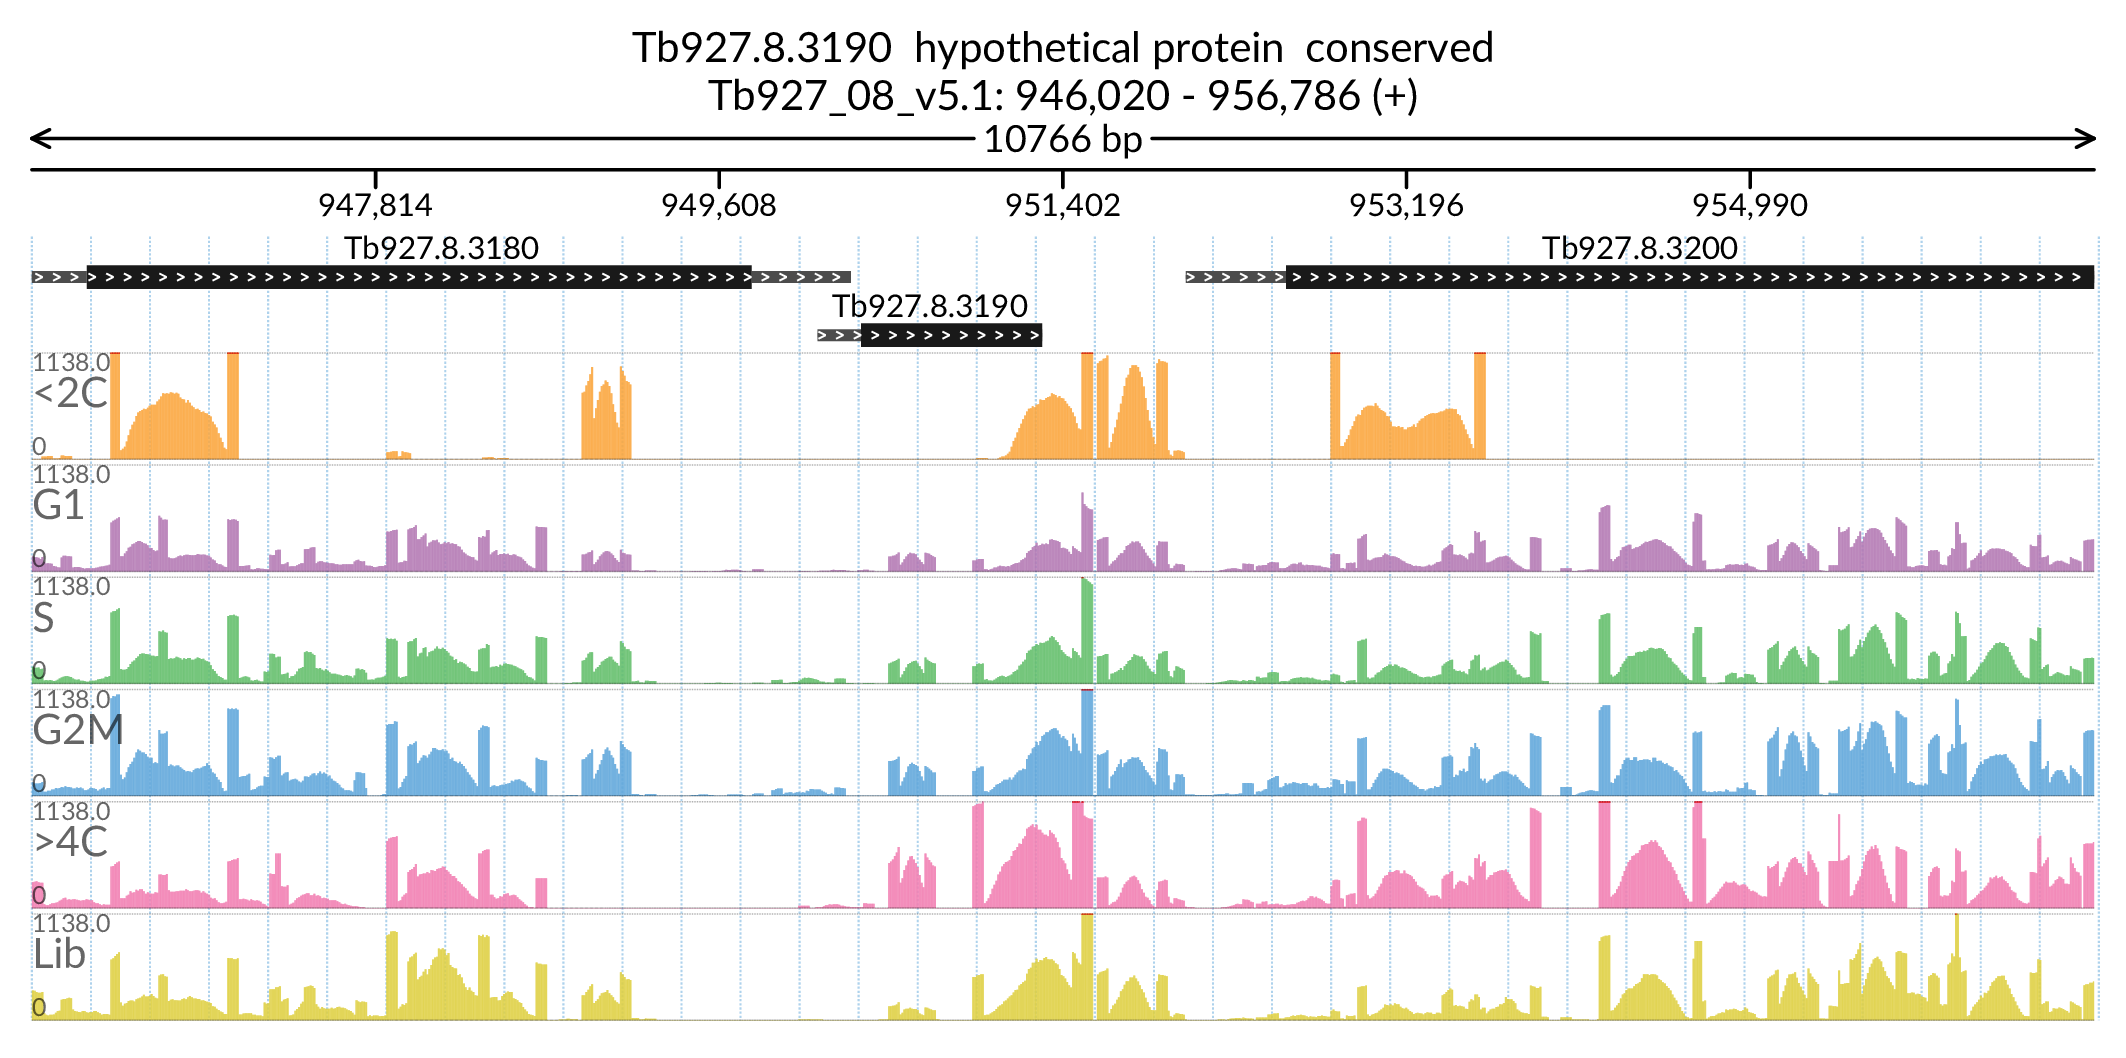 Tb927.8.3190  hypothetical protein  conserved
Tb927_08_v5.1: 946,020 - 956,786 (+)
10766 bp
947,814 949,608 951,402 953,196 954,990
Tb927.8.3180 Tb927.8.3200
Tb927.8.3190
1138.0
<2C
0
1138.0
G1
0
1138.0
S
0
1138.0
G2M
0
1138.0
>4C
0
1138.0
Lib
0